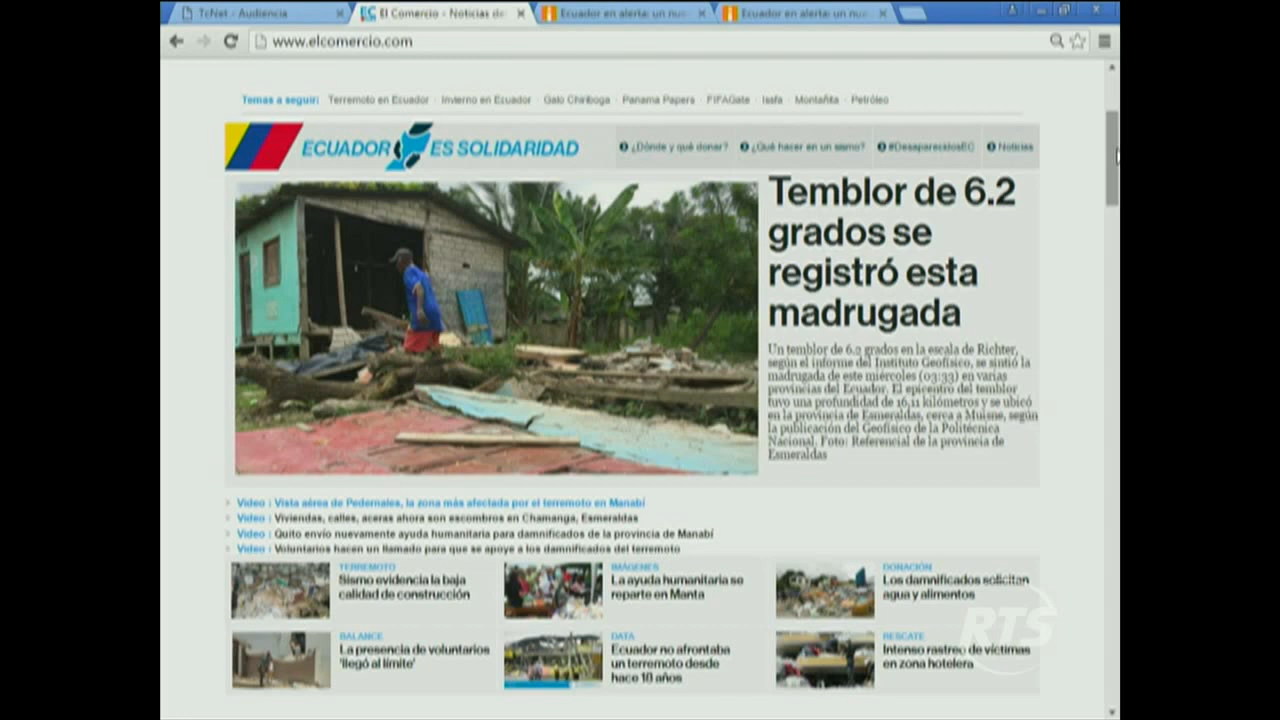 TcNet - Audiencia
EC El Comercio - Noticias de
Ecuador en alerta: un nue
Ecuador en alerta: un nue
www.elcomercio.com
Temas a seguir: Terremoto en Ecuador · Invierno en Ecuador · Galo Chiriboga · Panama Papers · FIFAGate · Issfa · Montañita · Petróleo
ECUADOR ES SOLIDARIDAD
¿Dónde y qué donar?
¿Qué hacer en un sismo?
#DesaparecidosEC
Noticias
Temblor de 6.2
grados se
registró esta
madrugada
Un temblor de 6.2 grados en la escala de Richter,
según el informe del Instituto Geofísico, se sintió la
madrugada de este miércoles (03:33) en varias
provincias del Ecuador. El epicentro del temblor
tuvo una profundidad de 16,11 kilómetros y se ubicó
en la provincia de Esmeraldas, cerca a Muisne, según
la publicación del Geofísico de la Politécnica
Nacional. Foto: Referencial de la provincia de
Esmeraldas
Video : Vista aérea de Pedernales, la zona más afectada por el terremoto en Manabí
Video : Viviendas, calles, aceras ahora son escombros en Chamanga, Esmeraldas
Video : Quito envío nuevamente ayuda humanitaria para damnificados de la provincia de Manabí
Video : Voluntarios hacen un llamado para que se apoye a los damnificados del terremoto
TERREMOTO
Sismo evidencia la baja
calidad de construcción
IMÁGENES
La ayuda humanitaria se
reparte en Manta
DONACIÓN
Los damnificados solicitan
agua y alimentos
BALANCE
La presencia de voluntarios
'llegó al límite'
DATA
Ecuador no afrontaba
un terremoto desde
hace 18 años
RESCATE
Intenso rastreo de víctimas
en zona hotelera
RTS